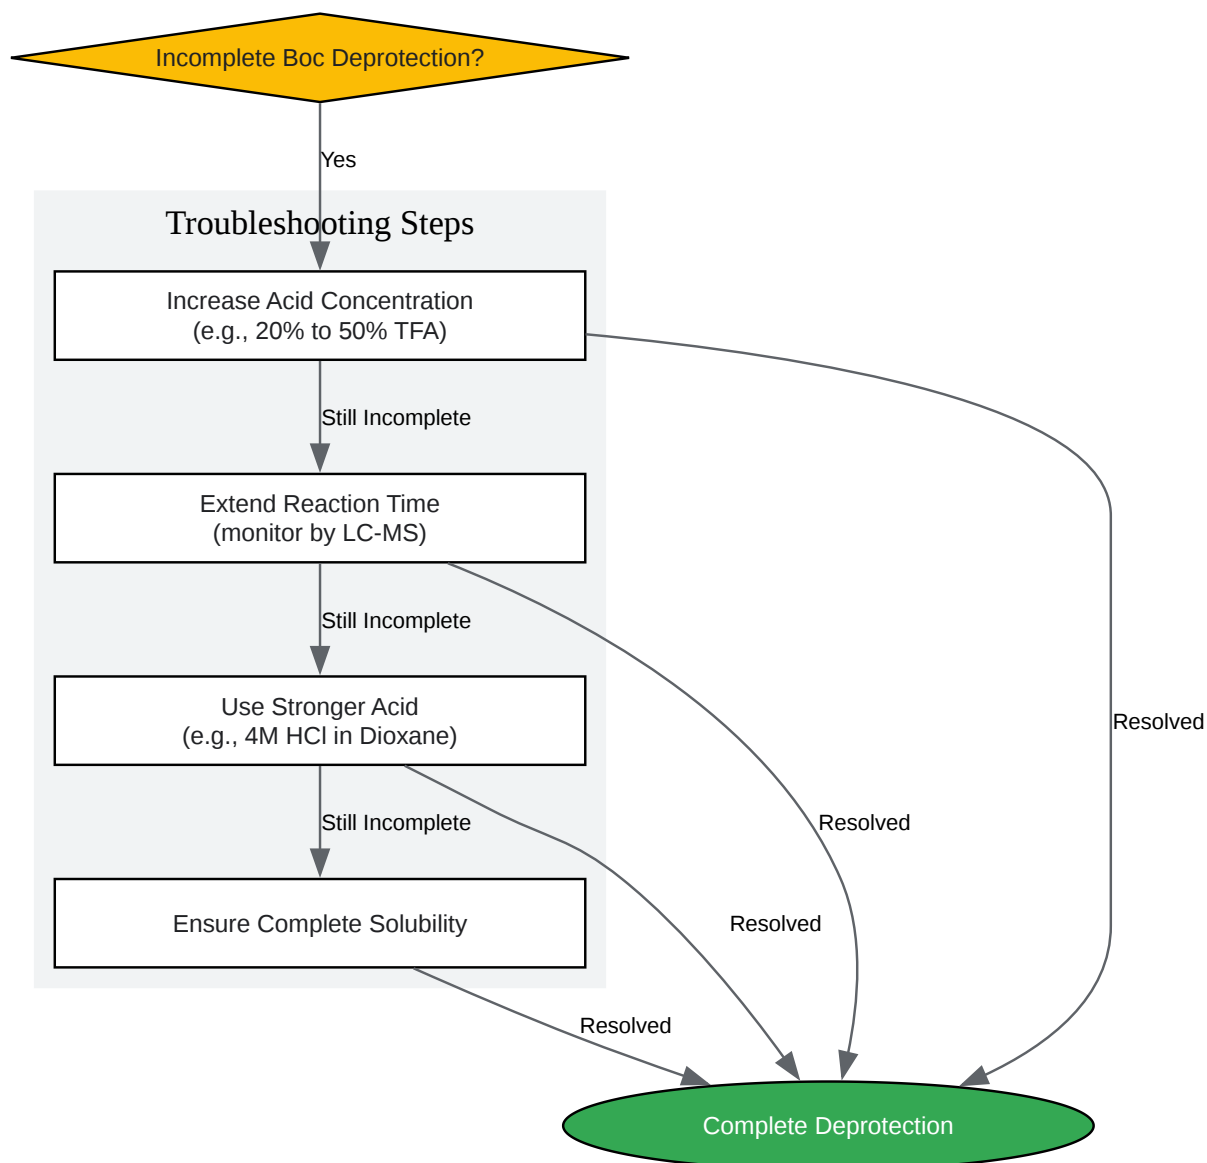 Incomplete Boc Deprotection?
Yes
Troubleshooting Steps
Increase Acid Concentration
(e.g., 20% to 50% TFA)
Still Incomplete
Extend Reaction Time
(monitor by LC-MS)
Still Incomplete
Use Stronger Acid
(e.g., 4M HCl in Dioxane)
Resolved
Still Incomplete
Resolved
Ensure Complete Solubility
Resolved
Resolved
Complete Deprotection